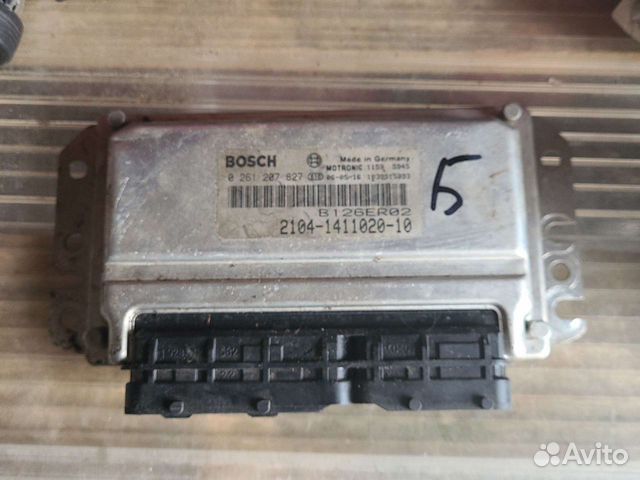 BOSCH
Made in Germany
MOTRONIC
0 261 207 827
B126ER02
2104-1411020-10
Б
Avito